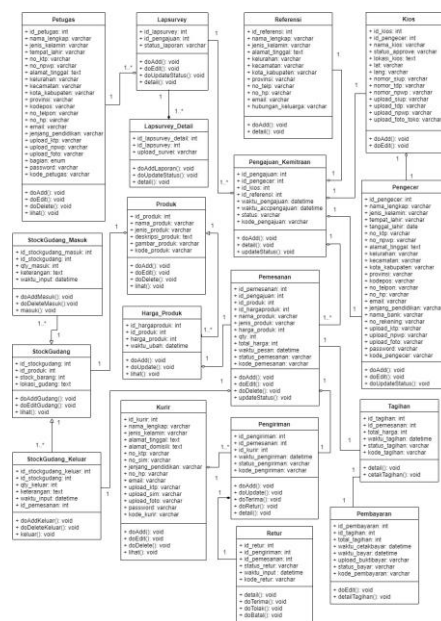 Petugas
+ id_petugas: int
+ nama_lengkap: varchar
+ jenis_kelamin: varchar
+ tempat_lahir: varchar
+ no_ktp: varchar
+ no_npwp: varchar
+ alamat_tinggal: text
+ kelurahan: varchar
+ kecamatan: varchar
+ kota_kabupaten: varchar
+ provinsi: varchar
+ kodepos: varchar
+ no_telpon: varchar
+ no_hp: varchar
+ email: varchar
+ jenjang_pendidikan: varchar
+ upload_ktp: varchar
+ upload_npwp: varchar
+ upload_foto: varchar
+ bagian: enum
+ password: varchar
+ kode_petugas: varchar
+ doAdd(): void
+ doEdit(): void
+ doDelete(): void
+ lihat(): void
Lapsurvey
+ id_lapsurvey: int
+ id_pengajuan: int
+ status_laporan: varchar
+ doAdd(): void
+ doEdit(): void
+ doUpdateStatus(): void
+ detail(): void
Lapsurvey_Detail
+ id_lapsurvey_detail: int
+ id_lapsurvey: int
+ upload_survei: varchar
+ doAddLaporan(): void
+ doUpdateStatus(): void
+ detail(): void
Referensi
+ id_referensi: int
+ nama_lengkap: varchar
+ jenis_kelamin: varchar
+ alamat_tinggal: text
+ kelurahan: varchar
+ kecamatan: varchar
+ kota_kabupaten: varchar
+ provinsi: varchar
+ no_telp: varchar
+ no_hp: varchar
+ email: varchar
+ hubungan_keluarga: varchar
+ doAdd(): void
+ detail(): void
Kios
+ id_kios: int
+ id_pengecer: int
+ nama_kios: varchar
+ status_approve: varchar
+ lokasi_kios: text
+ lat: varchar
+ lang: varchar
+ nomor_siup: varchar
+ nomor_tdp: varchar
+ nomor_npwp: varchar
+ upload_siup: varchar
+ upload_tdp: varchar
+ upload_npwp: varchar
+ upload_foto_toko: varchar
+ doAdd(): void
+ doEdit(): void
Pengajuan_Kemitraan
+ id_pengajuan: int
+ id_pengecer: int
+ id_kios: int
+ id_referensi: int
+ waktu_pengajuan: datetime
+ waktu_accpengajuan: datetime
+ status: varchar
+ kode_pengajuan: varchar
+ doAdd(): void
+ detail(): void
+ updateStatus(): void
Pengecer
+ id_pengecer: int
+ nama_lengkap: varchar
+ jenis_kelamin: varchar
+ tempat_lahir: varchar
+ tanggal_lahir: date
+ no_ktp: varchar
+ no_npwp: varchar
+ alamat_tinggal: text
+ kelurahan: varchar
+ kecamatan: varchar
+ kota_kabupaten: varchar
+ provinsi: varchar
+ kodepos: varchar
+ no_telpon: varchar
+ no_hp: varchar
+ email: varchar
+ jenjang_pendidikan: varchar
+ nama_bank: varchar
+ no_rekening: varchar
+ upload_ktp: varchar
+ upload_npwp: varchar
+ upload_foto: varchar
+ password: varchar
+ kode_pengecer: varchar
+ doAdd(): void
+ doEdit(): void
+ doUpdateStatus(): void
Produk
+ id_produk: int
+ nama_produk: varchar
+ jenis_produk: varchar
+ deskripsi_produk: text
+ gambar_produk: varchar
+ kode_produk: varchar
+ doAdd(): void
+ doEdit(): void
+ doDelete(): void
+ lihat(): void
StockGudang_Masuk
+ id_stockgudang_masuk: int
+ id_stockgudang: int
+ qty_masuk: int
+ keterangan: text
+ waktu_input: datetime
+ doAddMasuk(): void
+ doDeleteMasuk(): void
+ masuk(): void
StockGudang
+ id_stockgudang: int
+ id_produk: int
+ stock_barang: int
+ lokasi_gudang: text
+ doAddGudang(): void
+ doEditGudang(): void
+ lihat(): void
StockGudang_Keluar
+ id_stockgudang_keluar: int
+ id_stockgudang: int
+ qty_keluar: int
+ keterangan: text
+ waktu_input: datetime
+ id_pemesanan: int
+ doAddKeluar(): void
+ doDeleteKeluar(): void
+ keluar(): void
Harga_Produk
+ id_hargaproduk: int
+ id_produk: int
+ harga_produk: int
+ waktu_ubah: datetime
+ doAdd(): void
+ doUpdate(): void
+ lihat(): void
Pemesanan
+ id_pemesanan: int
+ id_pengajuan: int
+ id_produk: int
+ id_hargaproduk: int
+ nama_produk: varchar
+ jenis_produk: varchar
+ harga_produk: int
+ qty: int
+ total_harga: int
+ waktu_pesan: datetime
+ status_pemesanan: varchar
+ kode_pemesanan: varchar
+ doAdd(): void
+ doEdit(): void
+ doDelete(): void
+ updateStatus(): void
Kurir
+ id_kurir: int
+ nama_lengkap: varchar
+ jenis_kelamin: varchar
+ alamat_tinggal: text
+ alamat_domisili: text
+ no_ktp: varchar
+ no_sim: varchar
+ jenjang_pendidikan: varchar
+ no_hp: varchar
+ email: varchar
+ upload_ktp: varchar
+ upload_sim: varchar
+ upload_foto: varchar
+ password: varchar
+ kode_kurir: varchar
+ doAdd(): void
+ doEdit(): void
+ doDelete(): void
+ lihat(): void
Pengiriman
+ id_pengiriman: int
+ id_pemesanan: int
+ id_kurir: int
+ waktu_pengiriman: datetime
+ status_pengiriman: varchar
+ kode_pengiriman: varchar
+ doAdd(): void
+ doUpdate(): void
+ doTerima(): void
+ doRetur(): void
+ detail(): void
Retur
+ id_retur: int
+ id_pengiriman: int
+ id_pemesanan: int
+ status_retur: varchar
+ waktu_input: datetime
+ kode_retur: varchar
+ detail(): void
+ doTerima(): void
+ doTolak(): void
+ doBatal(): void
Tagihan
+ id_tagihan: int
+ id_pemesanan: int
+ total_harga: int
+ waktu_tagihan: datetime
+ status_tagihan: varchar
+ kode_tagihan: varchar
+ detail(): void
+ cetakTagihan(): void
Pembayaran
+ id_pembayaran: int
+ id_tagihan: int
+ total_tagihan: int
+ waktu_cetakbayar: datetime
+ waktu_bayar: datetime
+ upload_buktibayar: varchar
+ status_bayar: varchar
+ kode_pembayaran: varchar
+ doEdit(): void
+ detailTagihan(): void